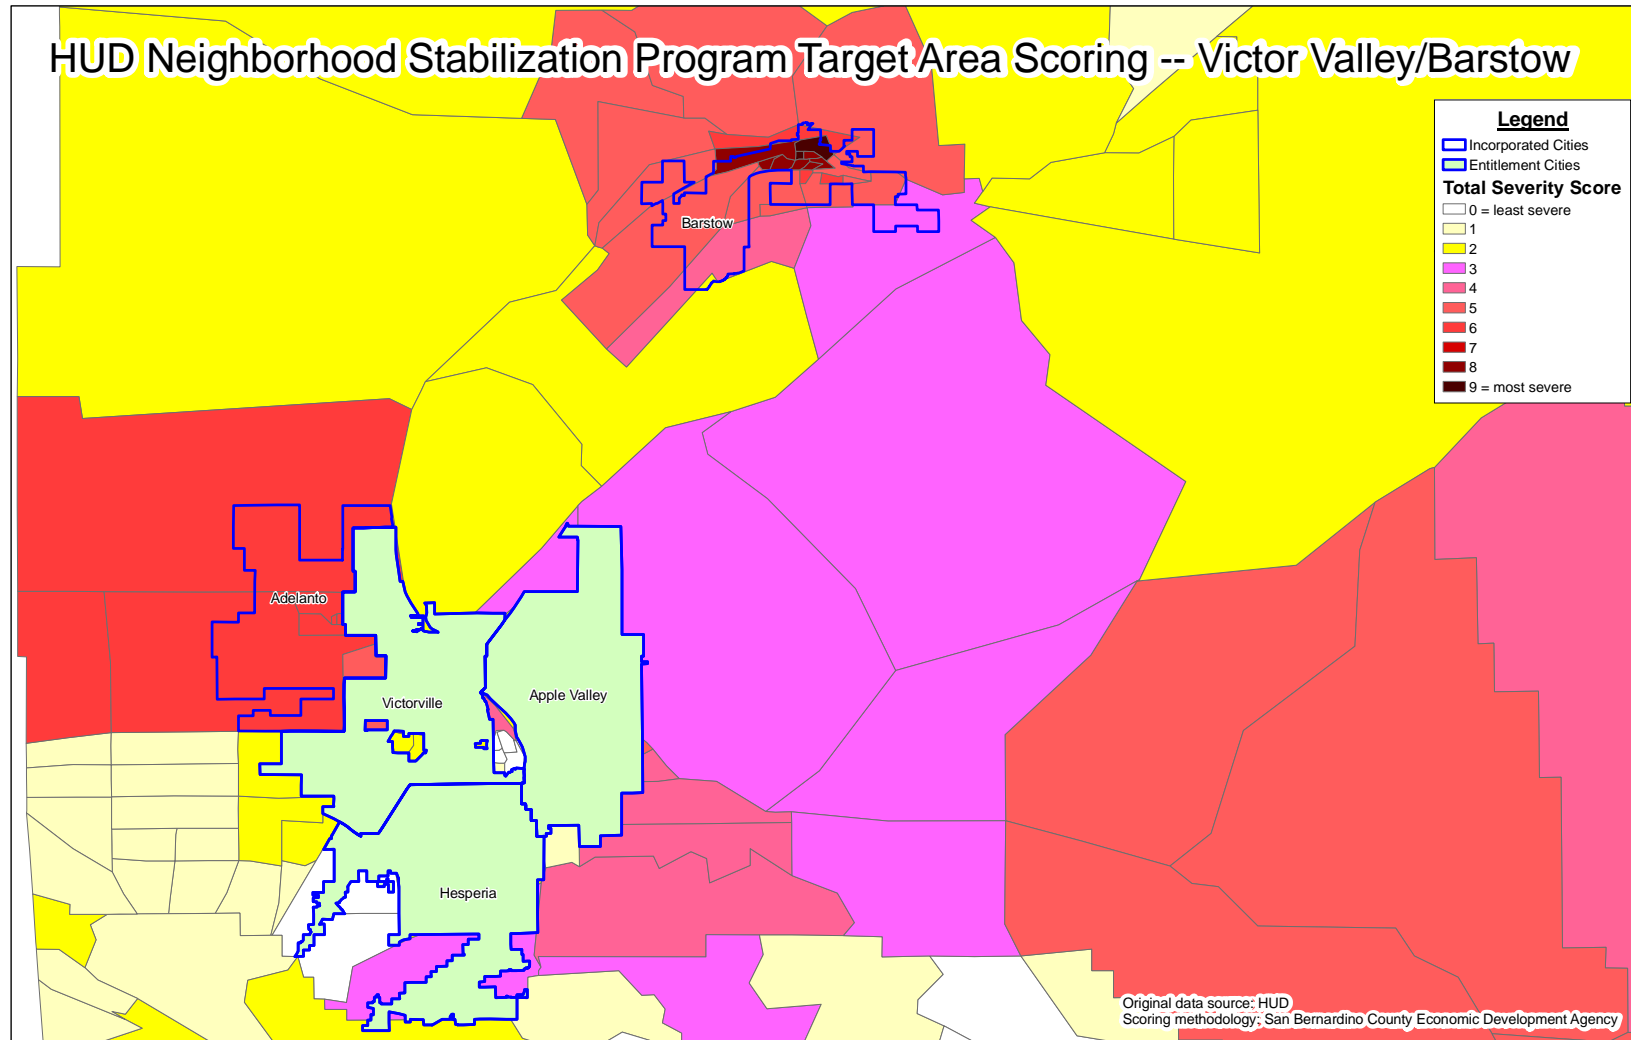 HUD Neighborhood Stabilization Program Target Area Scoring -- Victor Valley/Barstow
Legend
Incorporated Cities
Entitlement Cities
Total Severity Score
0 = least severe
1
2
3
4
5
6
7
8
9 = most severe
Barstow
Adelanto
Victorville
Apple Valley
Hesperia
Original data source: HUD
Scoring methodology: San Bernardino County Economic Development Agency